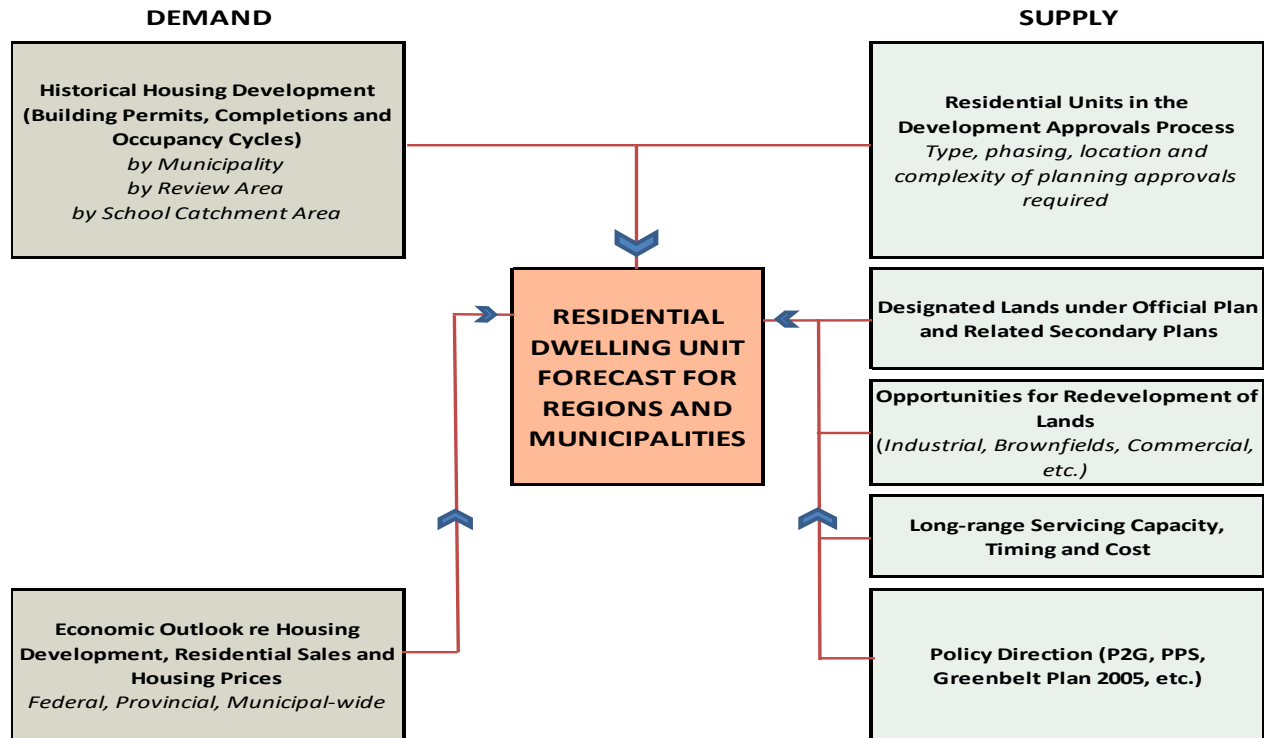 DEMAND
Historical Housing Development
(Building Permits, Completions and
Occupancy Cycles)
by Municipality
by Review Area
by School Catchment Area
Economic Outlook re Housing
Development, Residential Sales and
Housing Prices
Federal, Provincial, Municipal-wide
RESIDENTIAL
DWELLING UNIT
FORECAST FOR
REGIONS AND
MUNICIPALITIES
SUPPLY
Residential Units in the
Development Approvals Process
Type, phasing, location and
complexity of planning approvals
required
Designated Lands under Official Plan
and Related Secondary Plans
Opportunities for Redevelopment of
Lands
(Industrial, Brownfields, Commercial,
etc.)
Long-range Servicing Capacity,
Timing and Cost
Policy Direction (P2G, PPS,
Greenbelt Plan 2005, etc.)